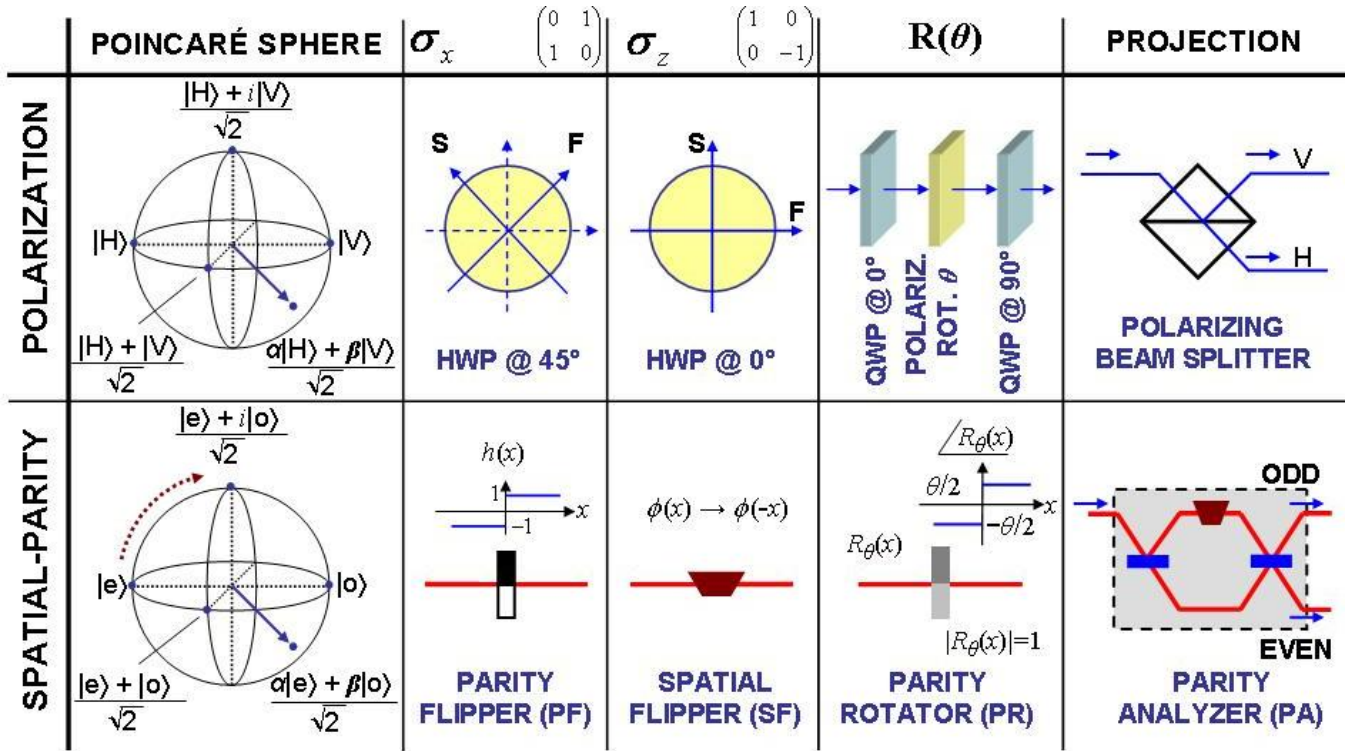 POINCARÉ SPHERE
σx
(0 1
1 0)
σz
(1 0
0 -1)
R(θ)
PROJECTION
POLARIZATION
|H⟩ + i|V⟩
√2
|H⟩
|V⟩
|H⟩ + |V⟩
√2
α|H⟩ + β|V⟩
√2
S
F
HWP @ 45°
S
F
HWP @ 0°
QWP @ 0°
POLARIZ.
ROT. θ
QWP @ 90°
V
H
POLARIZING
BEAM SPLITTER
SPATIAL-PARITY
|e⟩ + i|o⟩
√2
|e⟩
|o⟩
|e⟩ + |o⟩
√2
α|e⟩ + β|o⟩
√2
h(x)
1
−1
x
PARITY
FLIPPER (PF)
ϕ(x) → ϕ(-x)
SPATIAL
FLIPPER (SF)
∠Rθ(x)
θ/2
x
−θ/2
Rθ(x)
|Rθ(x)|=1
PARITY
ROTATOR (PR)
ODD
EVEN
PARITY
ANALYZER (PA)